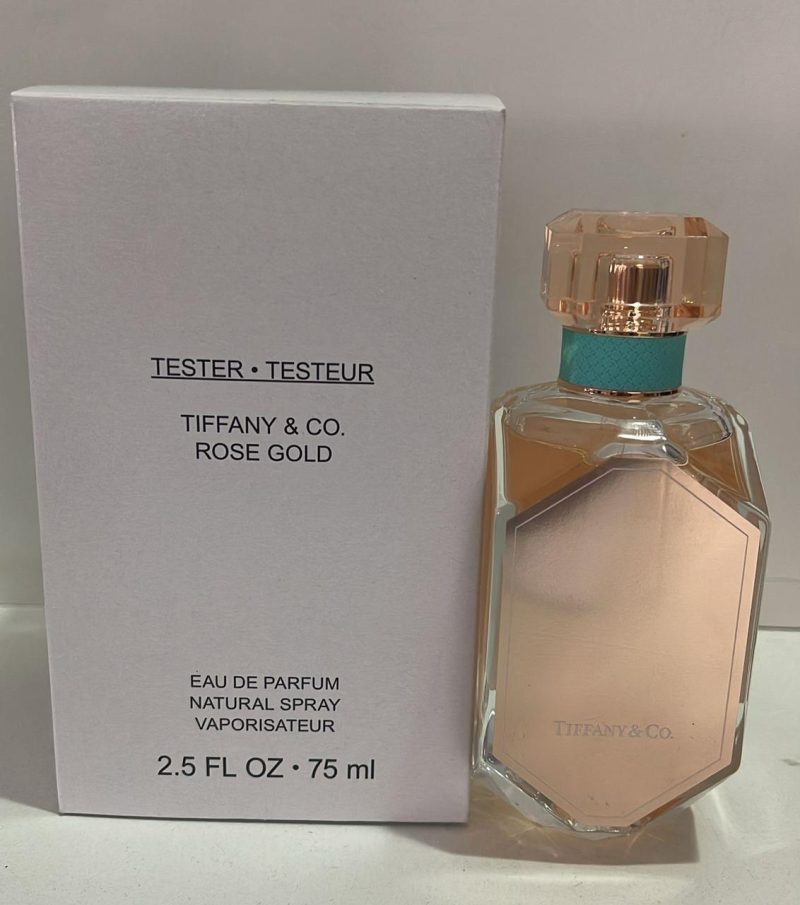 TESTER • TESTEUR
TIFFANY & CO.
ROSE GOLD
EAU DE PARFUM
NATURAL SPRAY
VAPORISATEUR
2.5 FL OZ • 75 ml
TIFFANY & CO.